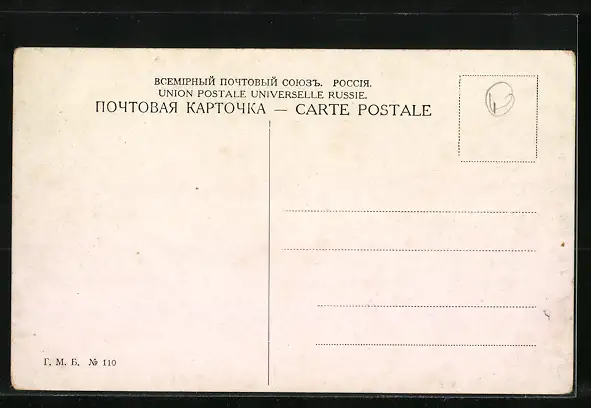 ВСЕМІРНЫЙ ПОЧТОВЫЙ СОЮЗЪ. РОССІЯ.
UNION POSTALE UNIVERSELLE RUSSIE.
ПОЧТОВАЯ КАРТОЧКА — CARTE POSTALE
Г. М. Б. № 110